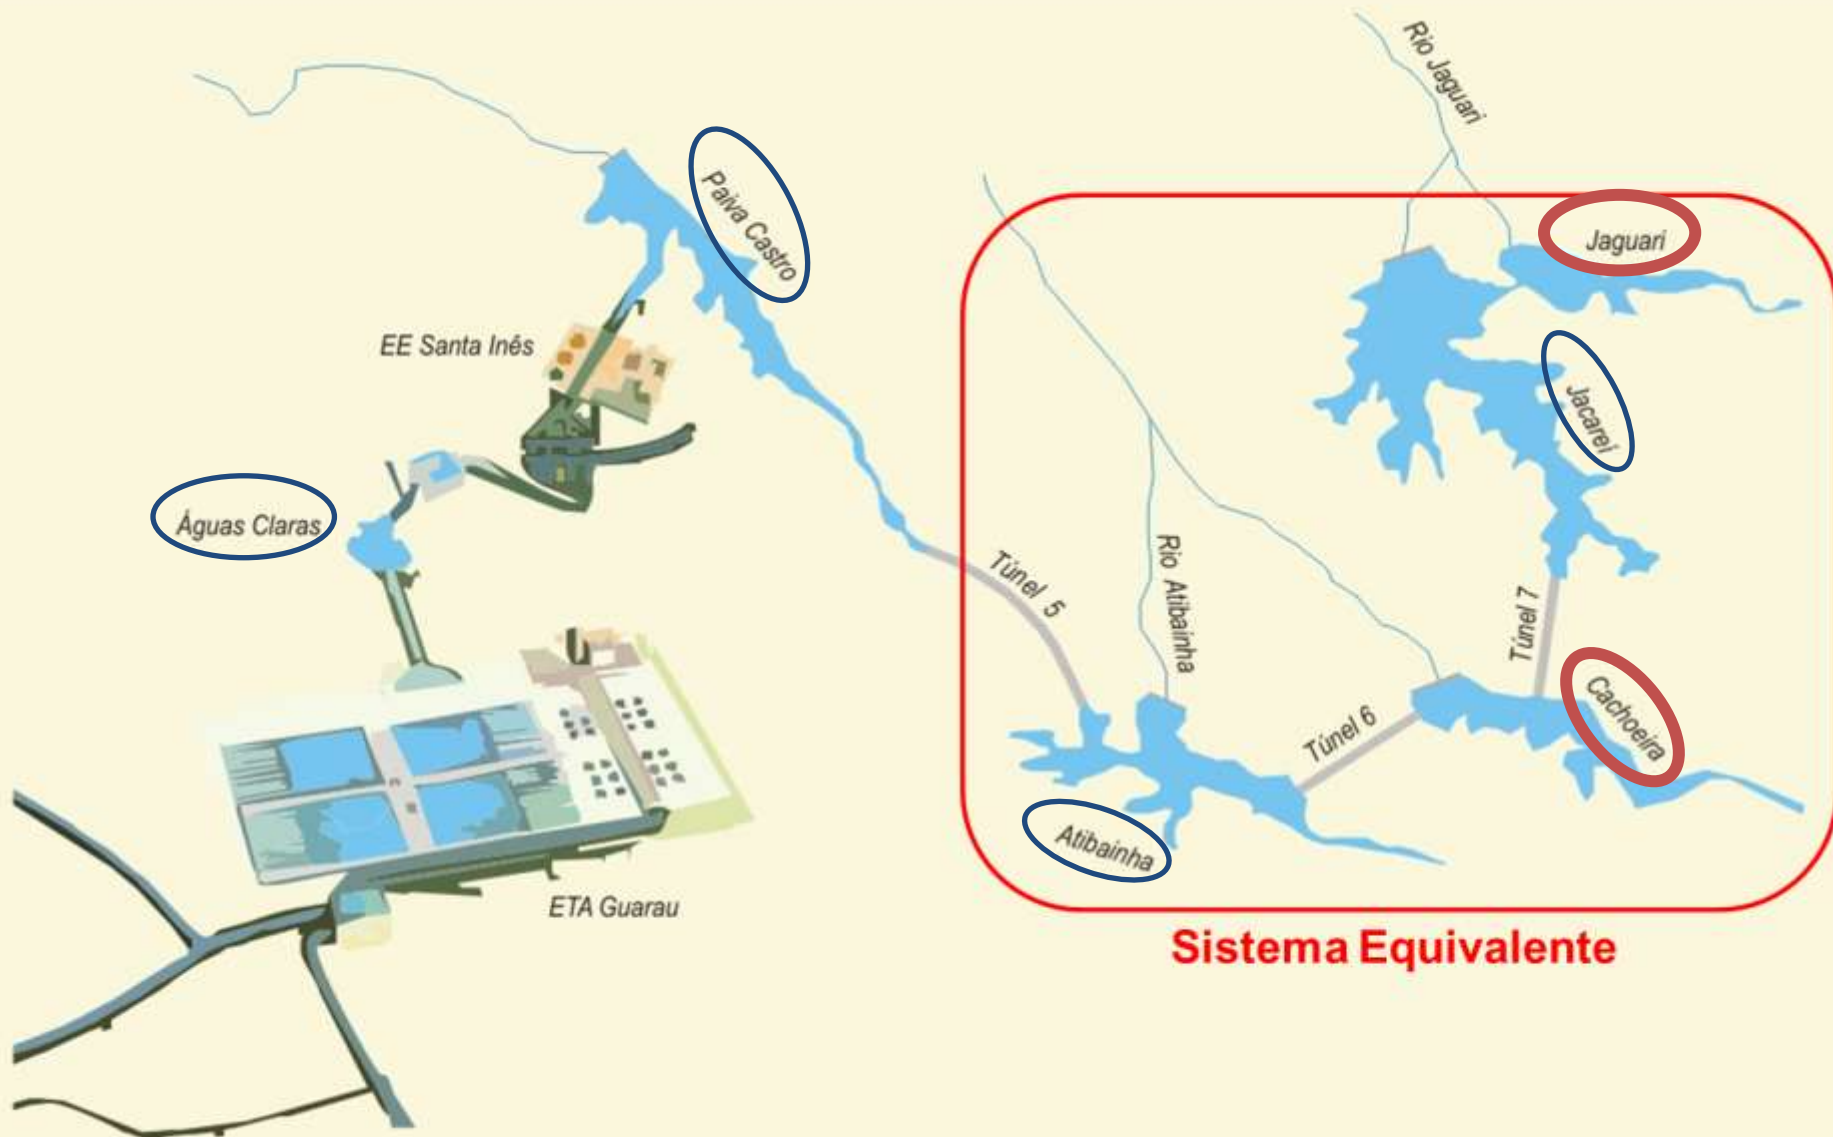 Rio Jaguari
Paiva Castro
Jaguari
EE Santa Inês
Jacareí
Águas Claras
Túnel 5
Rio Atibainha
Túnel 7
Cachoeira
Túnel 6
Atibainha
ETA Guarau
Sistema Equivalente